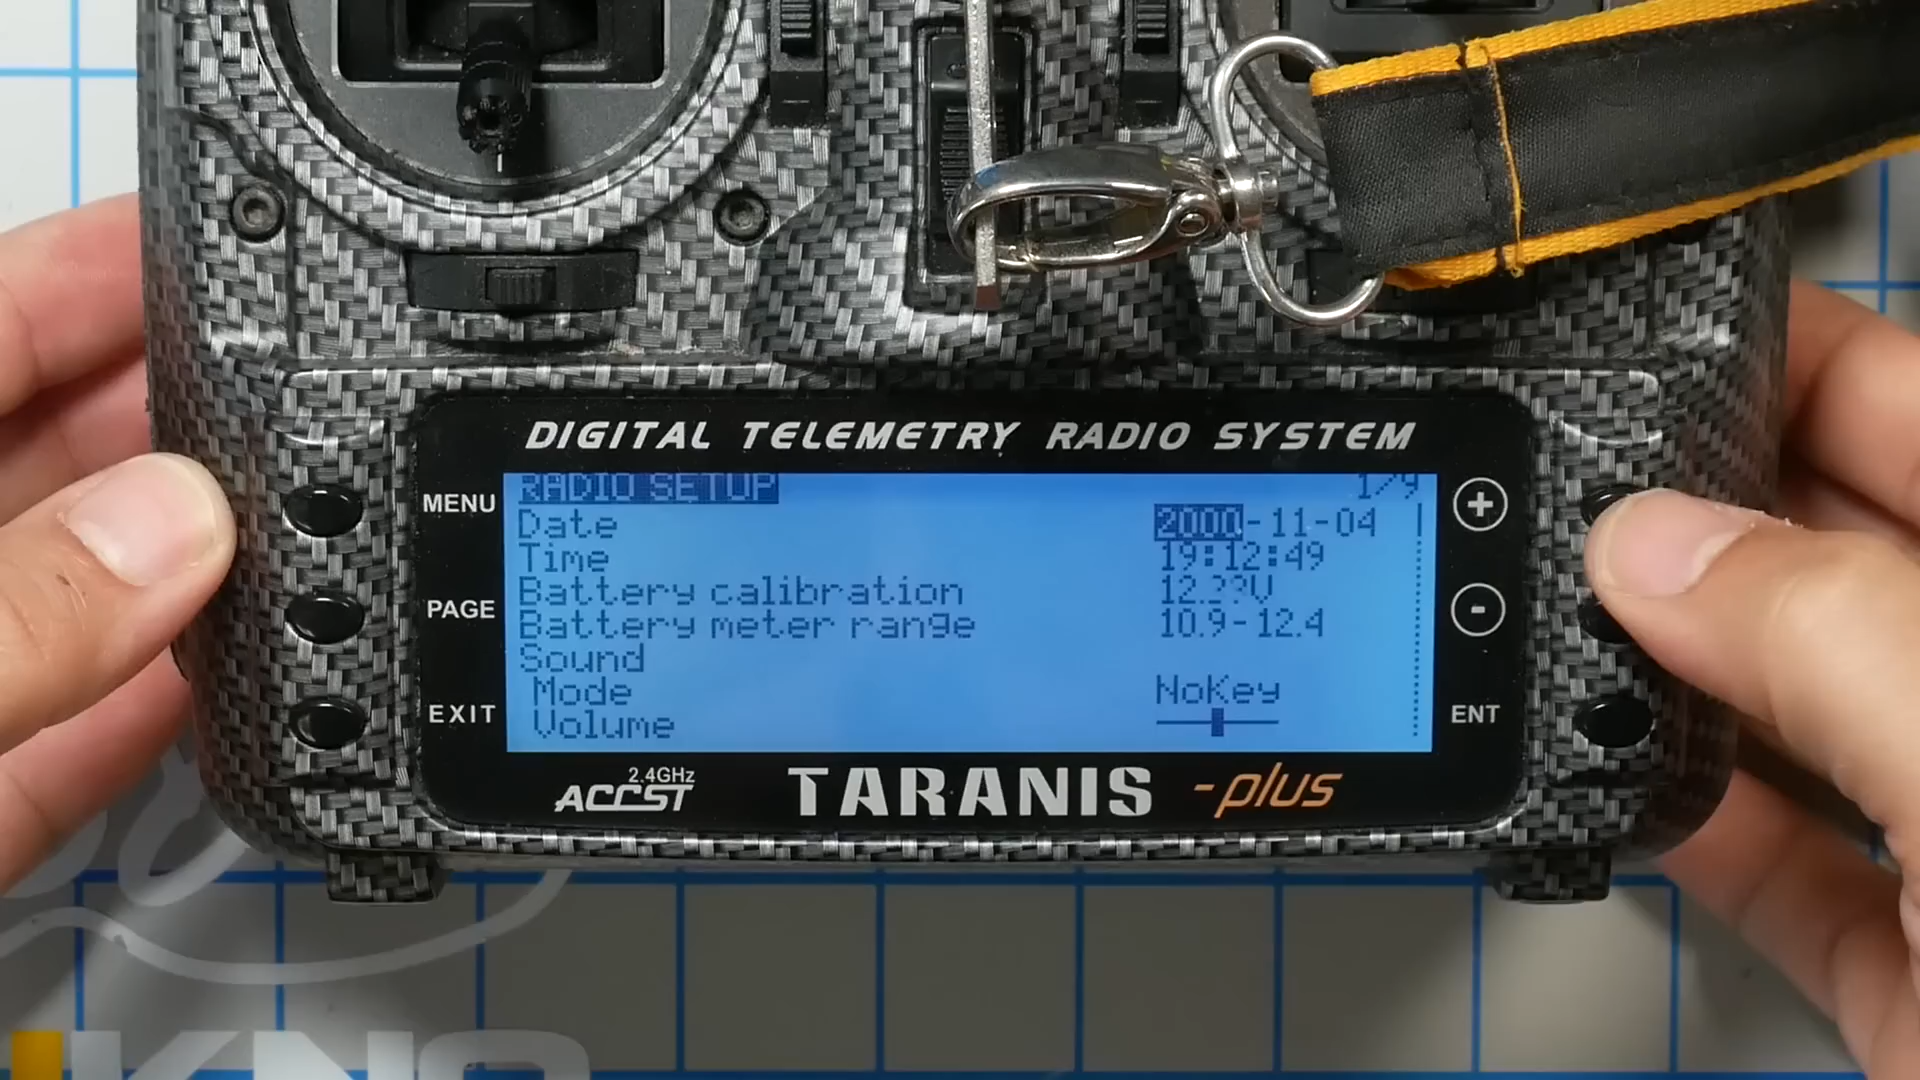 DIGITAL TELEMETRY RADIO SYSTEM
RADIO SETUP 1/9
Date 2000-11-04
Time 19:12:49
Battery calibration
Battery meter range 10.9-12.4
Sound
Mode NoKey
Volume
MENU
PAGE
EXIT
+
-
ENT
2.4GHz
ACCST
TARANIS -plus